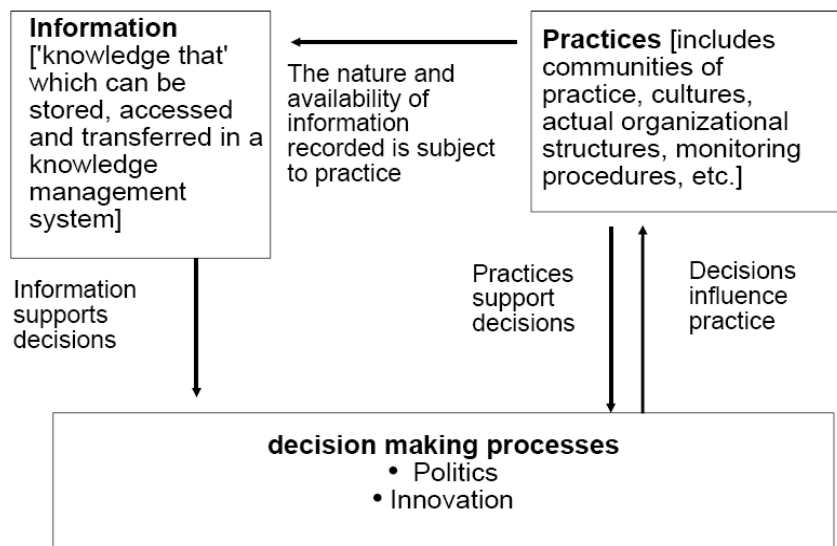 Information
['knowledge that'
which can be
stored, accessed
and transferred in a
knowledge
management
system]
The nature and
availability of
information
recorded is subject
to practice
Practices [includes
communities of
practice, cultures,
actual organizational
structures, monitoring
procedures, etc.]
Information
supports
decisions
Practices
support
decisions
Decisions
influence
practice
decision making processes
• Politics
• Innovation